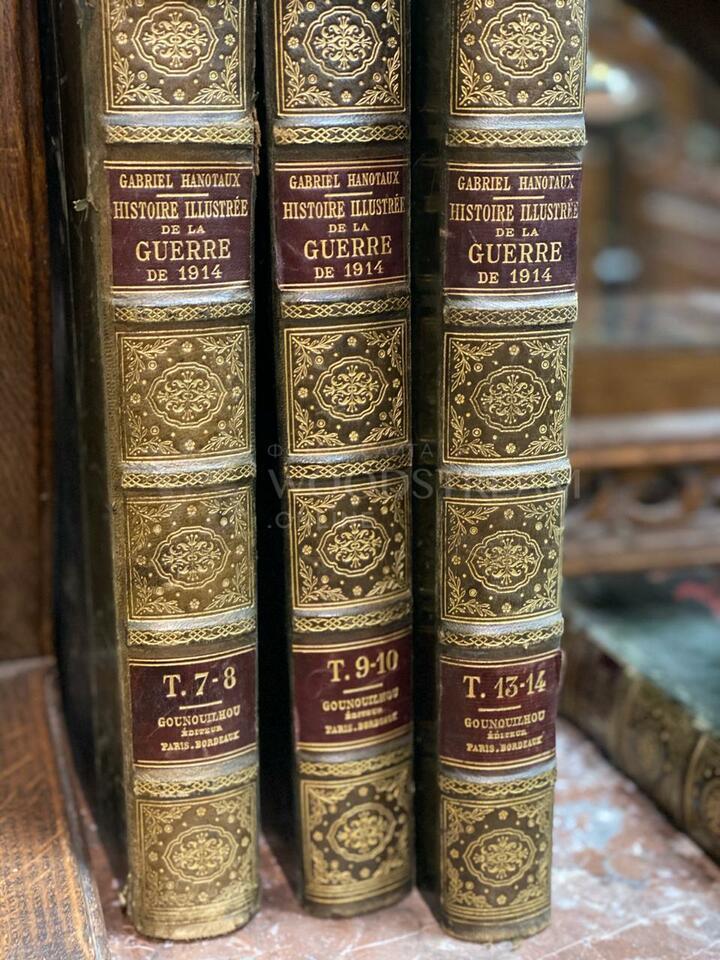 GABRIEL HANOTAUX
HISTOIRE ILLUSTRÉE
DE LA
GUERRE
DE 1914
T. 7-8
GOUNOUILHOU
ÉDITEUR
PARIS.BORDEAUX
GABRIEL HANOTAUX
HISTOIRE ILLUSTRÉE
DE LA
GUERRE
DE 1914
T. 9-10
GOUNOUILHOU
ÉDITEUR
PARIS.BORDEAUX
GABRIEL HANOTAUX
HISTOIRE ILLUSTRÉE
DE LA
GUERRE
DE 1914
T. 13-14
GOUNOUILHOU
ÉDITEUR
PARIS.BORDEAUX